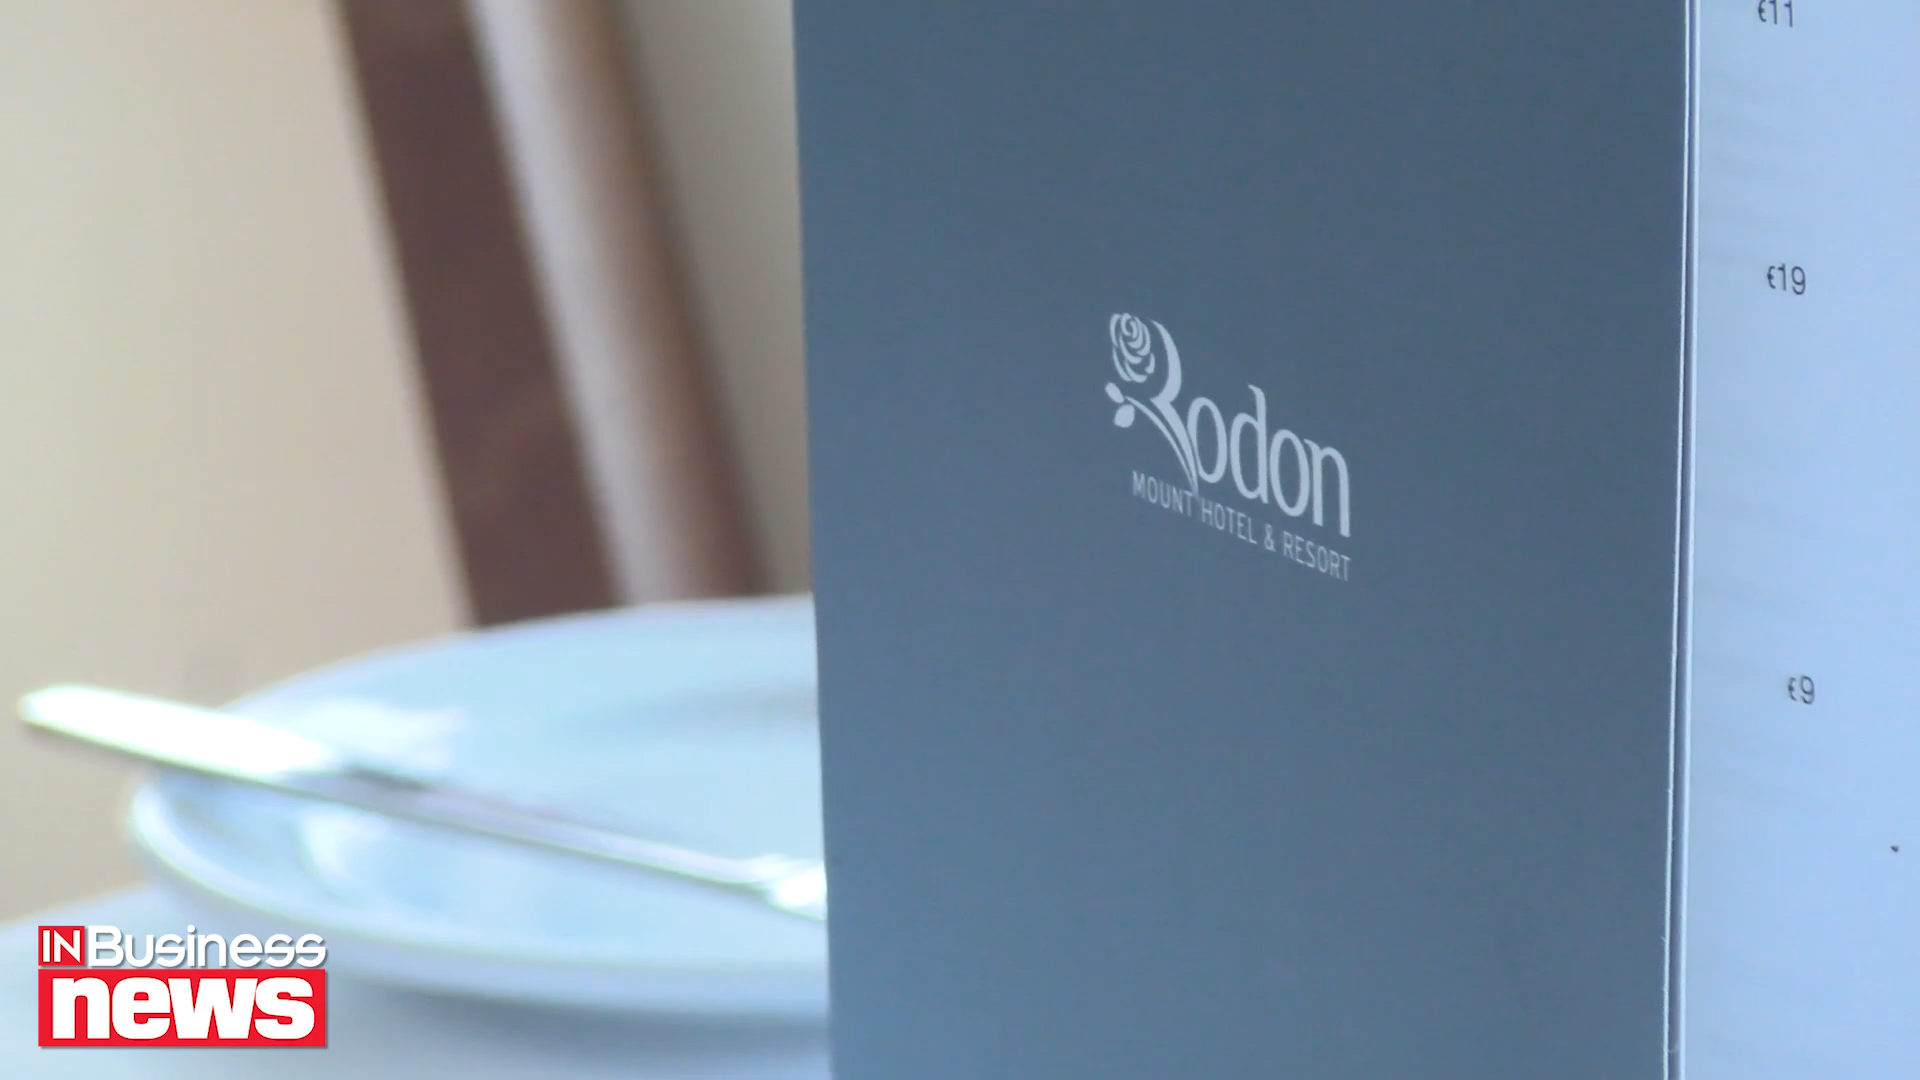 €11
€19
Rodon
MOUNT HOTEL & RESORT
€9
IN Business
news